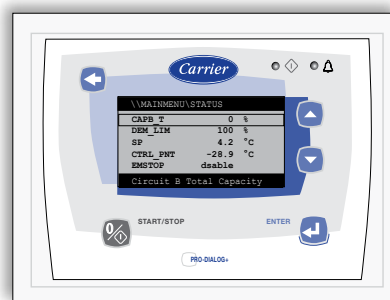 Carrier
\\MAINMENU\STATUS
CAPB_T 0 %
DEM_LIM 100 %
SP 4.2 °C
CTRL_PNT -28.9 °C
EMSTOP dsable
Circuit B Total Capacity
START/STOP
ENTER
PRO-DIALOG+